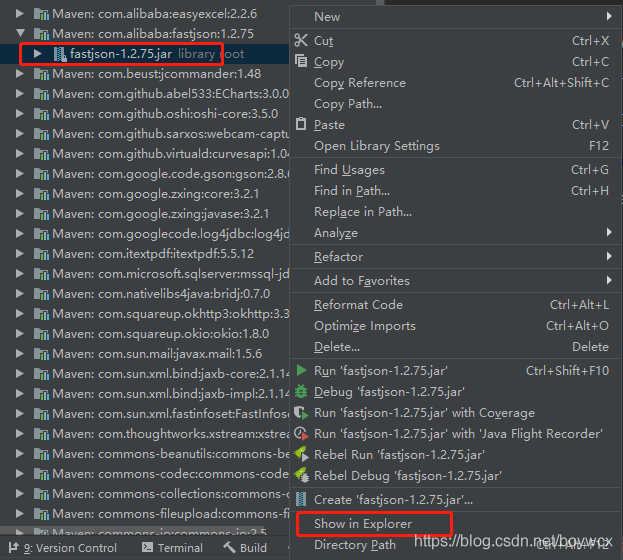 Maven: com.alibaba:easyexcel:2.2.6
Maven: com.alibaba:fastjson:1.2.75
fastjson-1.2.75.jar library root
Maven: com.beust:jcommander:1.48
Maven: com.github.abel533:ECharts:3.0.0
Maven: com.github.oshi:oshi-core:3.5.0
Maven: com.github.sarxos:webcam-captu
Maven: com.github.virtuald:curvesapi:1.04
Maven: com.google.code.gson:gson:2.8.6
Maven: com.google.zxing:core:3.2.1
Maven: com.google.zxing:javase:3.2.1
Maven: com.googlecode.log4jdbc:log4j
Maven: com.itextpdf:itextpdf:5.5.12
Maven: com.microsoft.sqlserver:mssql-jd
Maven: com.nativelibs4java:bridj:0.7.0
Maven: com.squareup.okhttp3:okhttp:3.3
Maven: com.squareup.okio:okio:1.8.0
Maven: com.sun.mail:javax.mail:1.5.6
Maven: com.sun.xml.bind:jaxb-core:2.1.14
Maven: com.sun.xml.bind:jaxb-impl:2.1.14
Maven: com.sun.xml.fastinfoset:FastInfose
Maven: com.thoughtworks.xstream:xstrea
Maven: commons-beanutils:commons-be
Maven: commons-codec:commons-codec
Maven: commons-collections:commons-c
Maven: commons-fileupload:commons-fi
Maven: commons-io:commons-io:2.5
9: Version Control Terminal Build
New
Cut Ctrl+X
Copy Ctrl+C
Copy Reference Ctrl+Alt+Shift+C
Copy Path...
Paste Ctrl+V
Open Library Settings F12
Find Usages Ctrl+G
Find in Path... Ctrl+H
Replace in Path...
Analyze
Refactor
Add to Favorites
Reformat Code Ctrl+Alt+L
Optimize Imports Ctrl+Alt+O
Delete... Delete
Run 'fastjson-1.2.75.jar' Ctrl+Shift+F10
Debug 'fastjson-1.2.75.jar'
Run 'fastjson-1.2.75.jar' with Coverage
Run 'fastjson-1.2.75.jar' with 'Java Flight Recorder'
Rebel Run 'fastjson-1.2.75.jar'
Rebel Debug 'fastjson-1.2.75.jar'
Create 'fastjson-1.2.75.jar'...
Show in Explorer
Directory Path Ctrl+Alt+F12